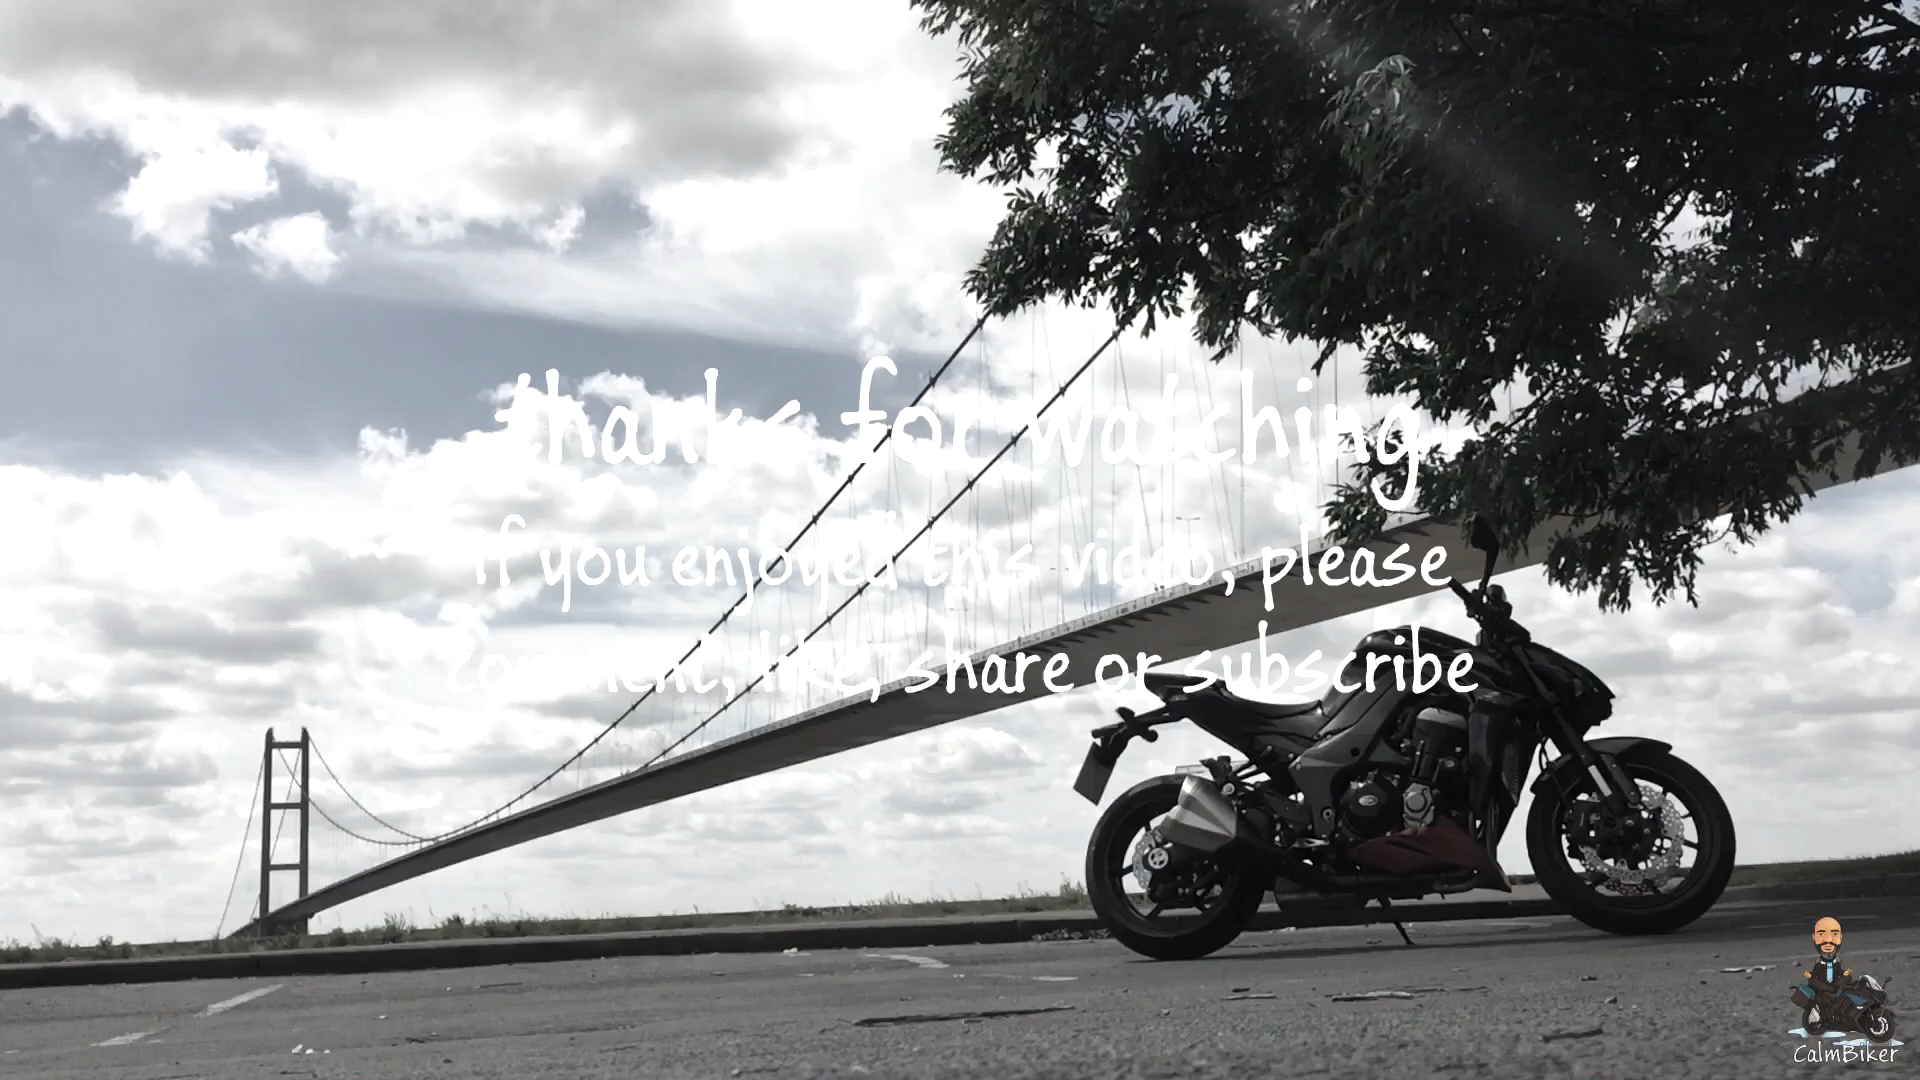 thanks for watching
if you enjoyed this video, please
comment, like, share or subscribe
CalmBiker